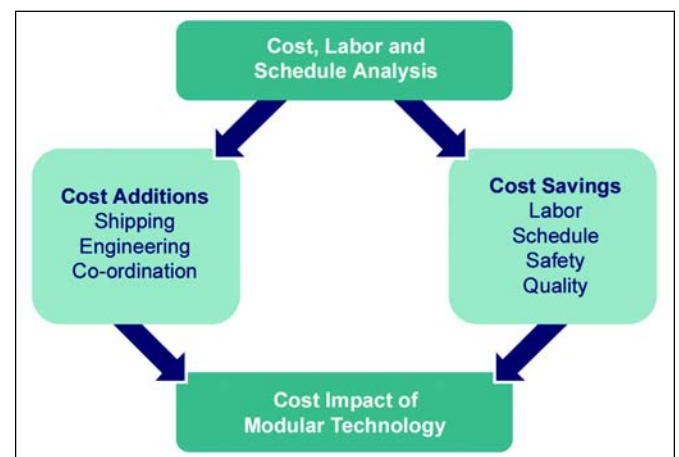 Cost, Labor and
Schedule Analysis
Cost Additions
Shipping
Engineering
Co-ordination
Cost Savings
Labor
Schedule
Safety
Quality
Cost Impact of
Modular Technology